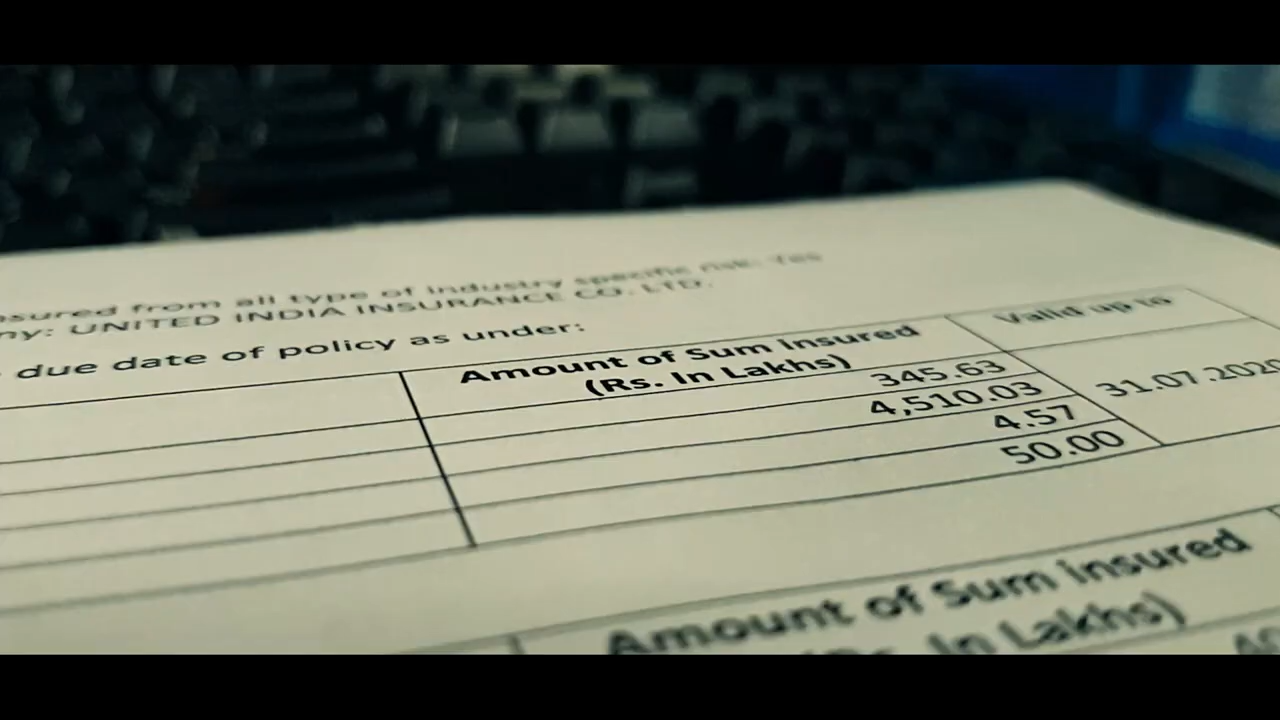 insured from all type of industry specific risk: Yes
ny: UNITED INDIA INSURANCE CO. LTD.
due date of policy as under:
Amount of Sum insured
(Rs. In Lakhs)
Valid up to
345.63
4,510.03
4.57
50.00
31.07.2020
Amount of Sum insured
(Rs. In Lakhs)